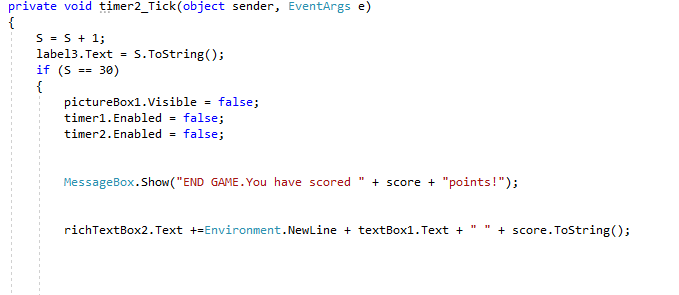 private void timer2_Tick(object sender, EventArgs e)
{
S = S + 1;
label3.Text = S.ToString();
if (S == 30)
{
pictureBox1.Visible = false;
timer1.Enabled = false;
timer2.Enabled = false;
MessageBox.Show("END GAME.You have scored " + score + "points!");
richTextBox2.Text +=Environment.NewLine + textBox1.Text + " " + score.ToString();